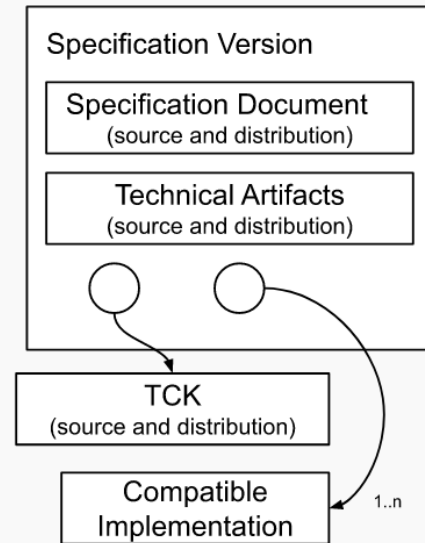 Specification Version
Specification Document
(source and distribution)
Technical Artifacts
(source and distribution)
TCK
(source and distribution)
Compatible
Implementation
1..n